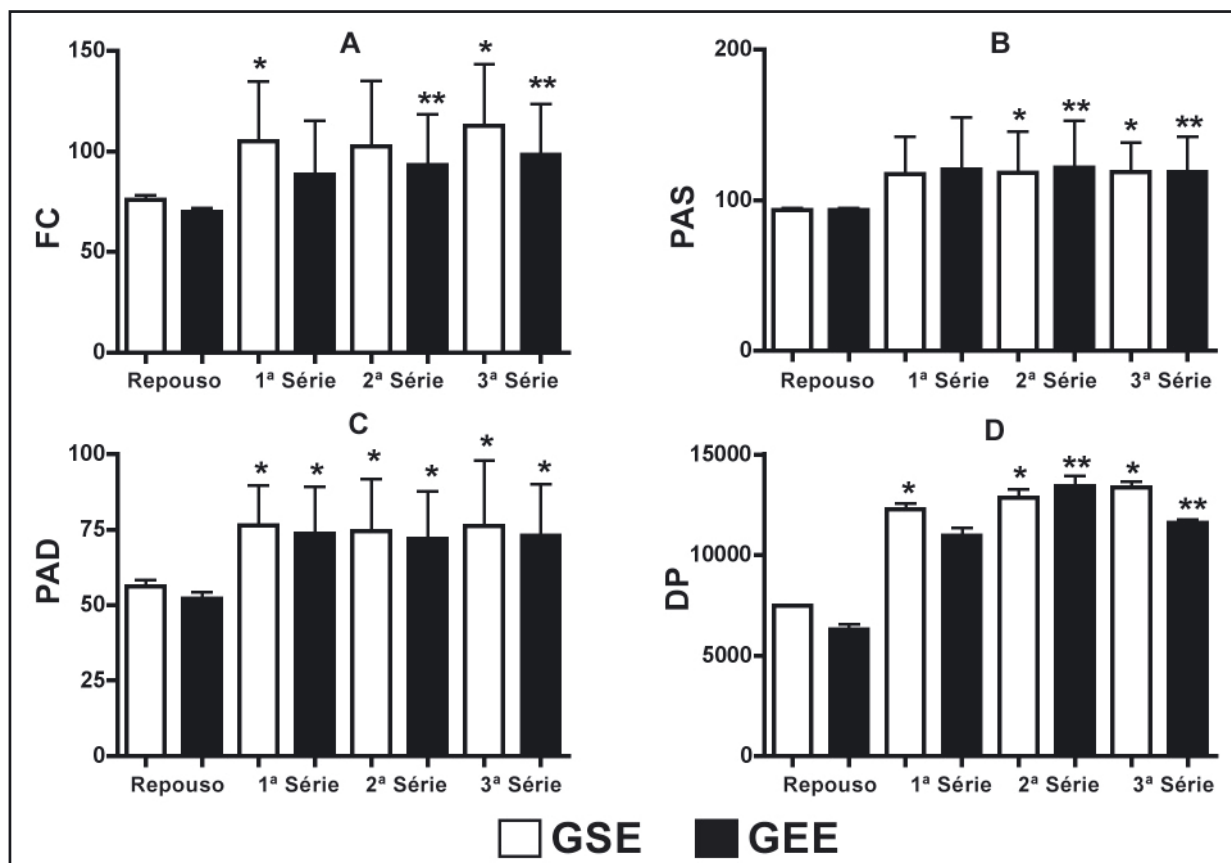 A
150
100
50
0
FC
* * ** **
Repouso 1ª Série 2ª Série 3ª Série
B
200
100
0
PAS
* ** * **
Repouso 1ª Série 2ª Série 3ª Série
C
100
75
50
25
0
PAD
* * * * * *
Repouso 1ª Série 2ª Série 3ª Série
D
15000
10000
5000
0
DP
* * ** * **
Repouso 1ª Série 2ª Série 3ª Série
GSE GEE